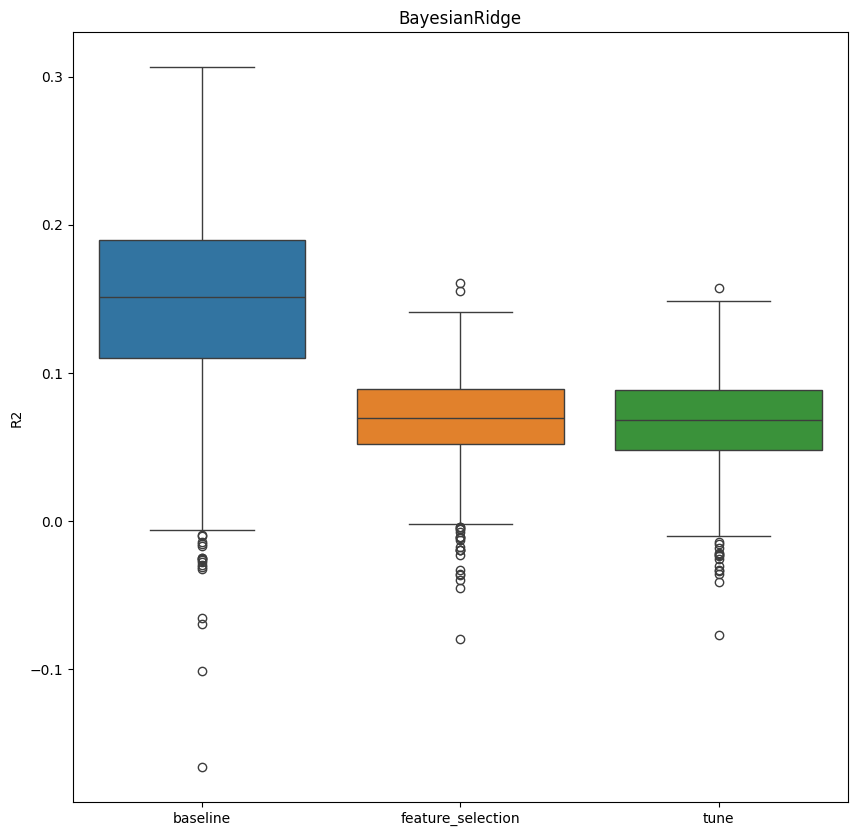 BayesianRidge
R2
0.3
0.2
0.1
0.0
−0.1
baseline
feature_selection
tune